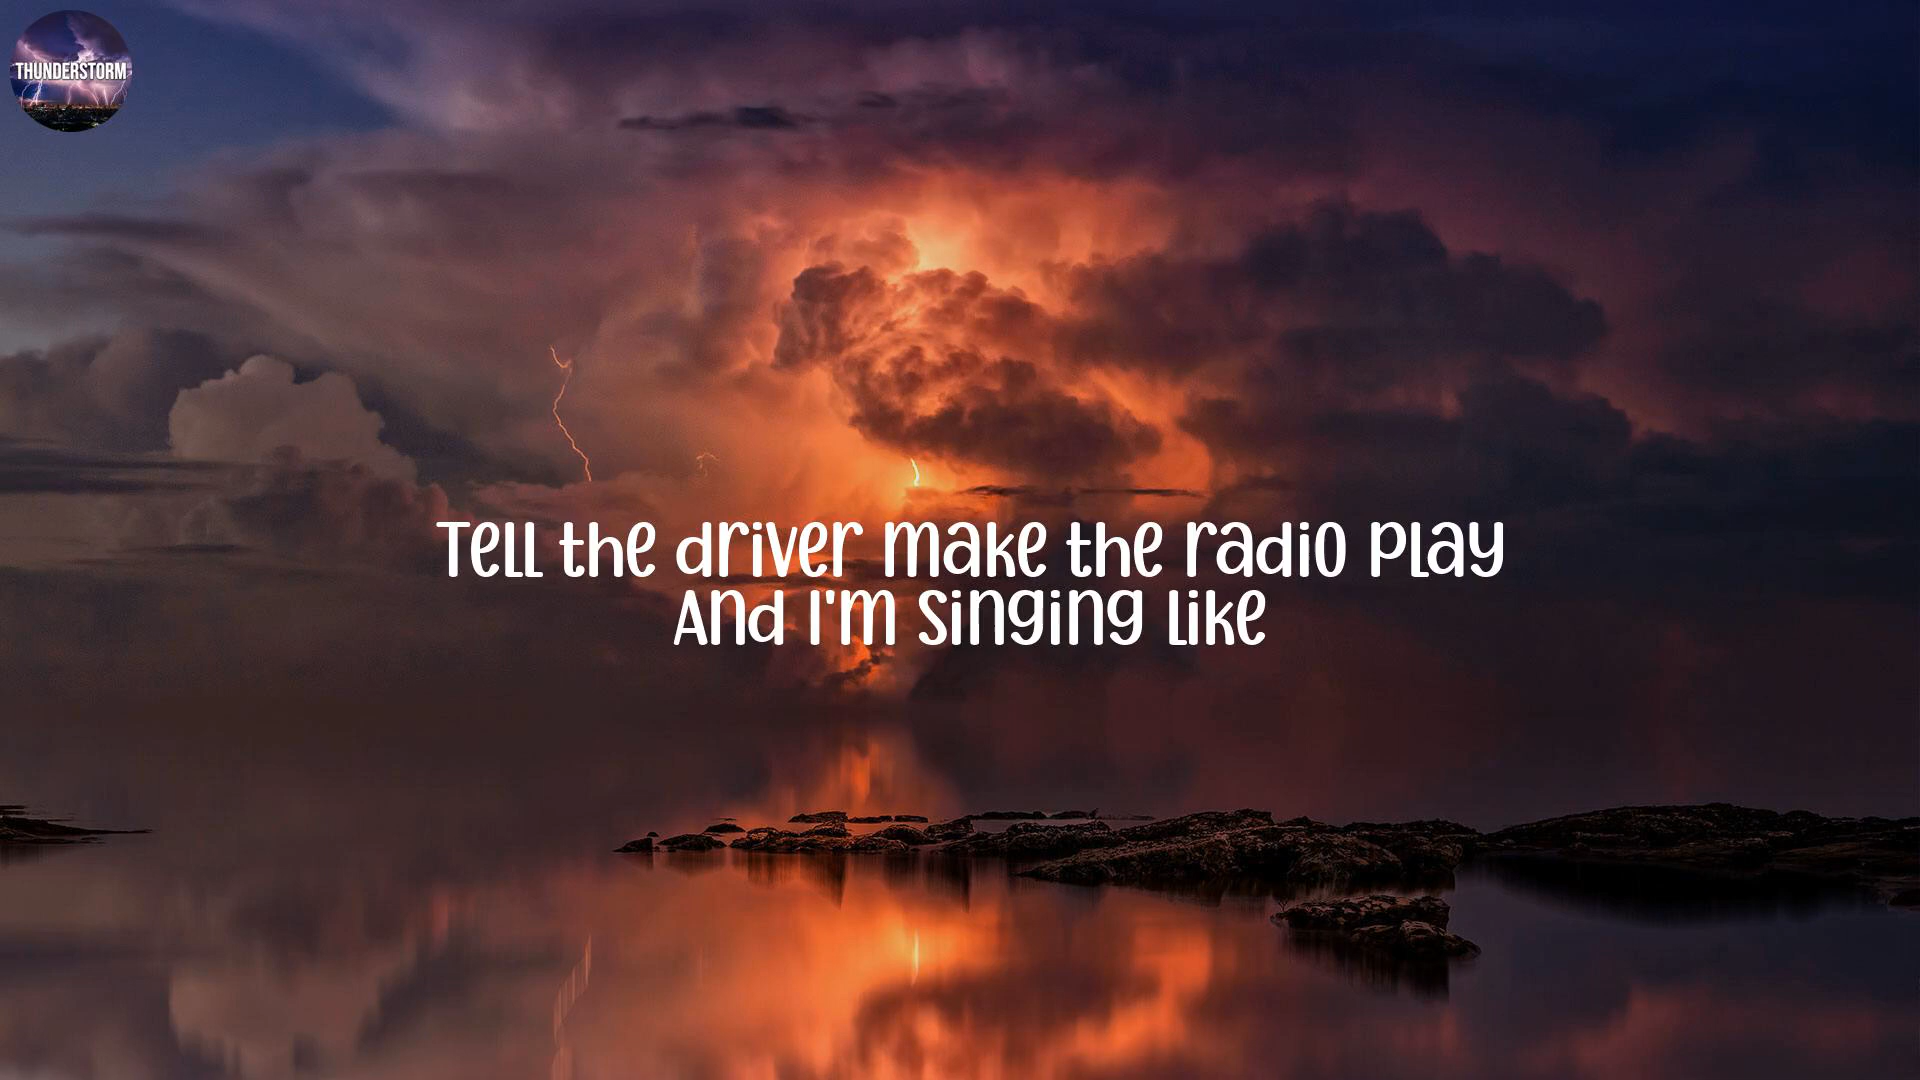 THUNDERSTORM
Tell the driver make the radio play
And I'm singing like